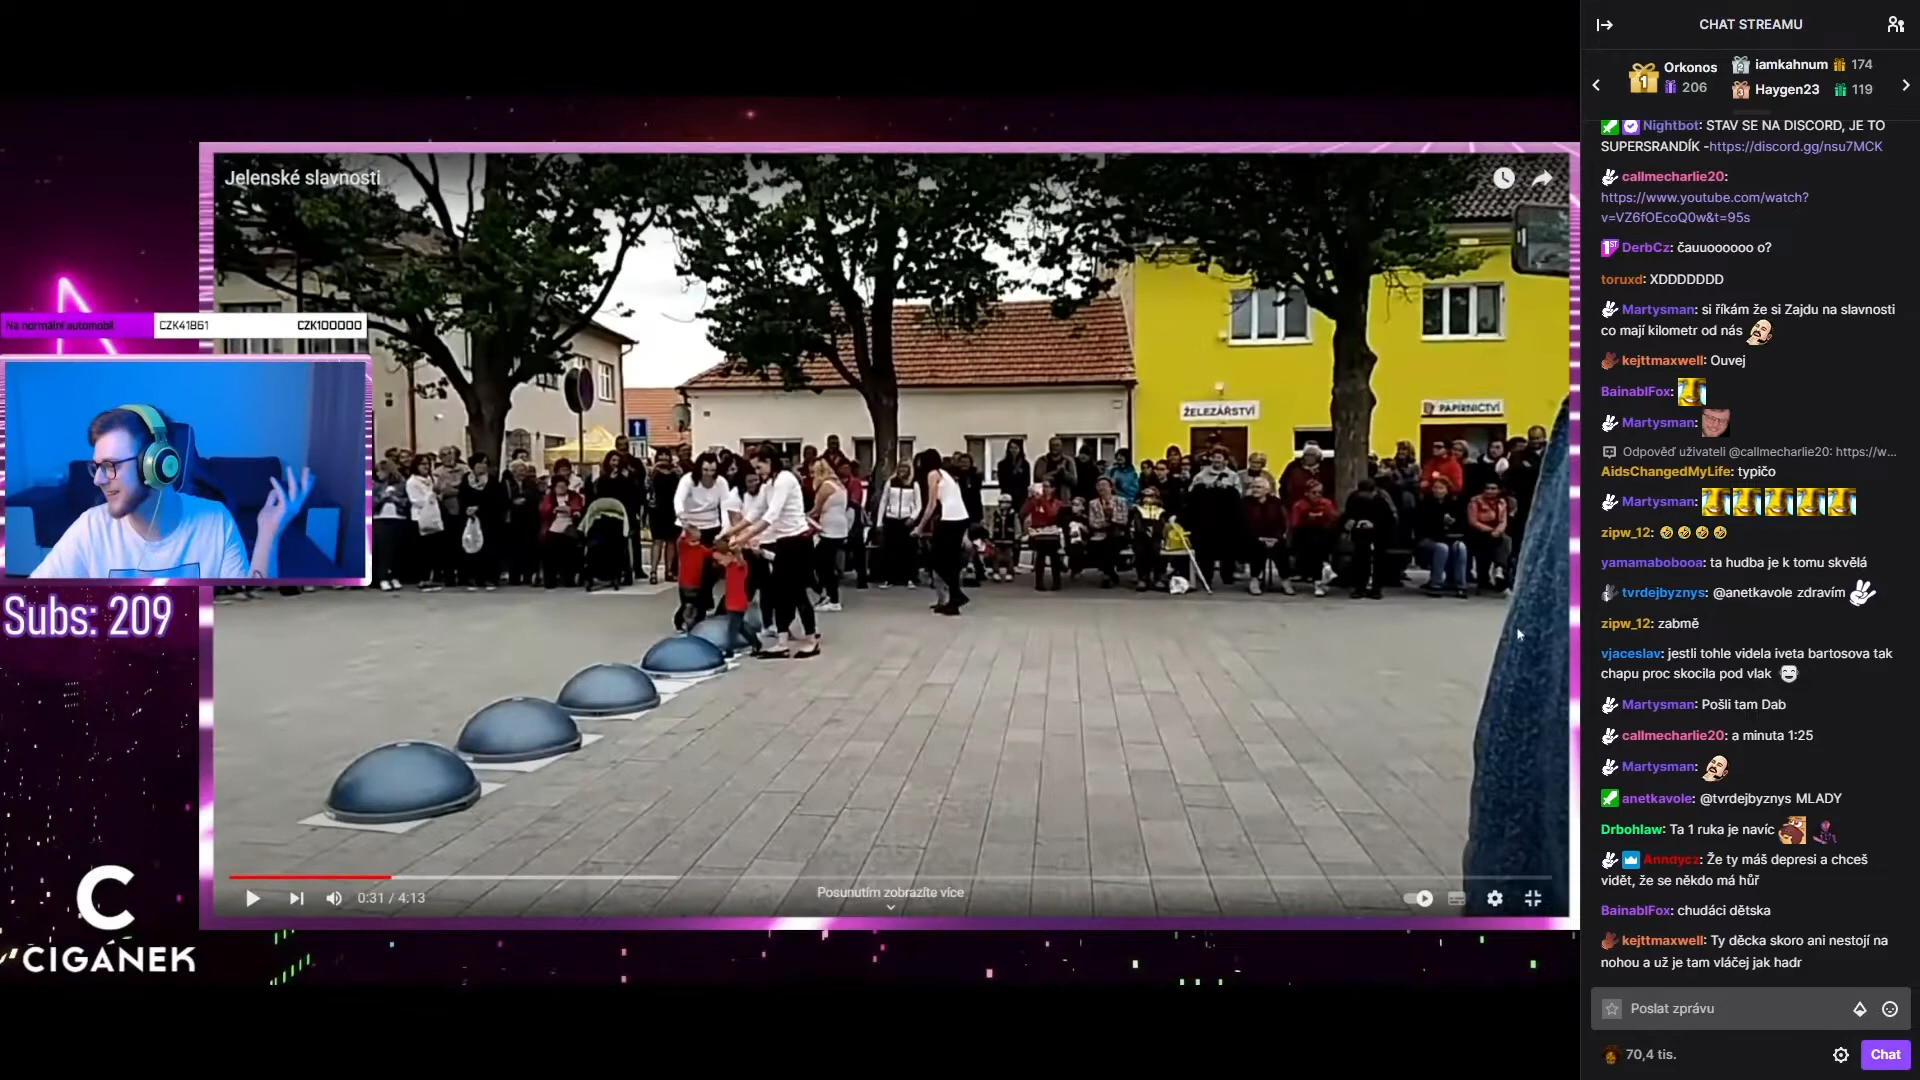 CHAT STREAMU
1 Orkonos
206
2 iamkahnum 174
3 Haygen23 119
Nightbot: STAV SE NA DISCORD, JE TO
SUPERSRANDÍK -https://discord.gg/nsu7MCK
callmecharlie20:
https://www.youtube.com/watch?
v=VZ6fOEcoQ0w&t=95s
DerbCz: čauuoooooo o?
toruxd: XDDDDDDD
Martysman: si říkám že si Zajdu na slavnosti
co mají kilometr od nás
kejttmaxwell: Ouvej
BainablFox:
Martysman:
Odpověď uživateli @callmecharlie20: https://w...
AidsChangedMyLife: typičo
Martysman:
zipw_12:
yamamabobooa: ta hudba je k tomu skvělá
tvrdejbyznys: @anetkavole zdravím
zipw_12: zabmě
vjaceslav: jestli tohle videla iveta bartosova tak
chapu proc skocila pod vlak
Martysman: Pošli tam Dab
callmecharlie20: a minuta 1:25
Martysman:
anetkavole: @tvrdejbyznys MLADY
Drbohlaw: Ta 1 ruka je navíc
Anndycz: Že ty máš depresi a chceš
vidět, že se někdo má hůř
BainablFox: chudáci dětska
kejttmaxwell: Ty děcka skoro ani nestojí na
nohou a už je tam vláčej jak hadr
Poslat zprávu
70,4 tis.
Chat
Jelenské slavnosti
ŽELEZÁŘSTVÍ
PAPÍRNICTVÍ
Na normální automobil CZK41861 CZK100000
Subs: 209
0:31 / 4:13
Posunutím zobrazíte více
C
CIGÁNEK